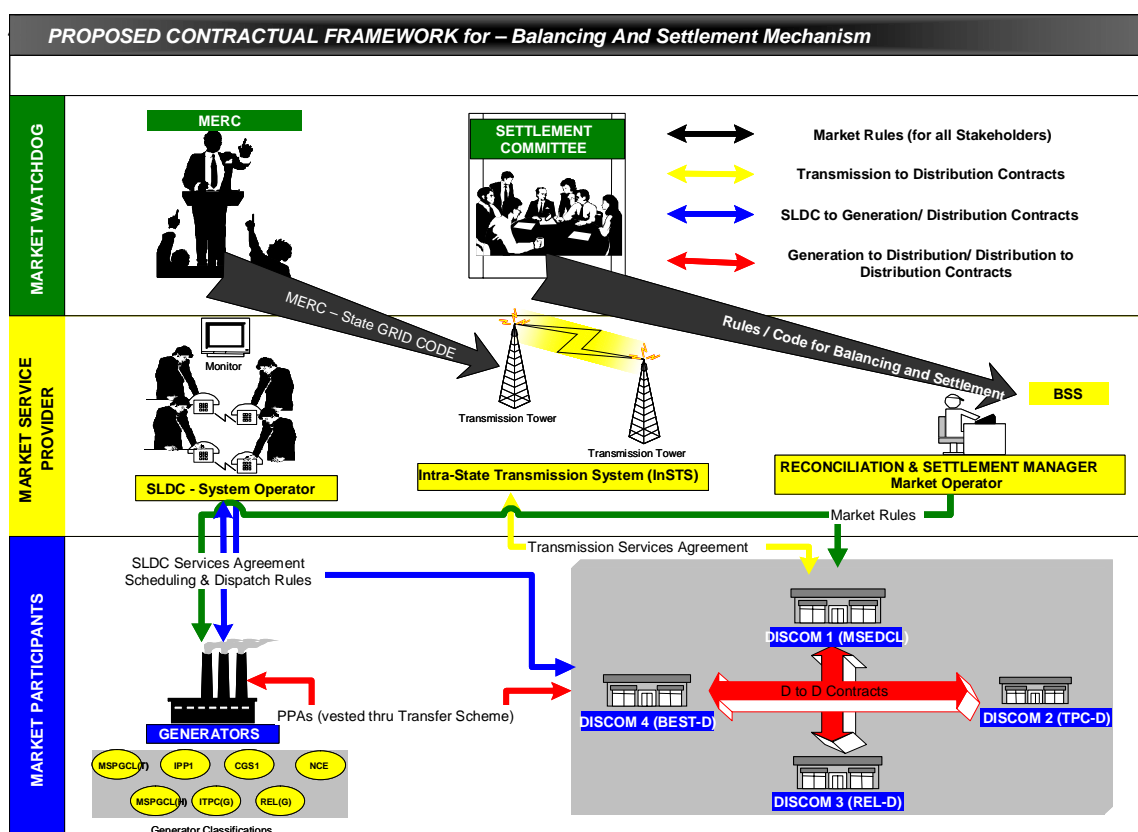 PROPOSED CONTRACTUAL FRAMEWORK for – Balancing And Settlement Mechanism
MARKET WATCHDOG
MERC
SETTLEMENT
COMMITTEE
Market Rules (for all Stakeholders)
Transmission to Distribution Contracts
SLDC to Generation/ Distribution Contracts
Generation to Distribution/ Distribution to
Distribution Contracts
MERC – State GRID CODE
Rules / Code for Balancing and Settlement
MARKET SERVICE
PROVIDER
Monitor
Transmission Tower
Transmission Tower
BSS
SLDC - System Operator
Intra-State Transmission System (InSTS)
RECONCILIATION & SETTLEMENT MANAGER
Market Operator
Market Rules
MARKET PARTICIPANTS
Transmission Services Agreement
SLDC Services Agreement
Scheduling & Dispatch Rules
DISCOM 1 (MSEDCL)
D to D Contracts
DISCOM 4 (BEST-D)
DISCOM 2 (TPC-D)
DISCOM 3 (REL-D)
PPAs (vested thru Transfer Scheme)
GENERATORS
MSPGCL(T)
IPP1
CGS1
NCE
MSPGCL(H)
ITPC(G)
REL(G)
Generator Classifications